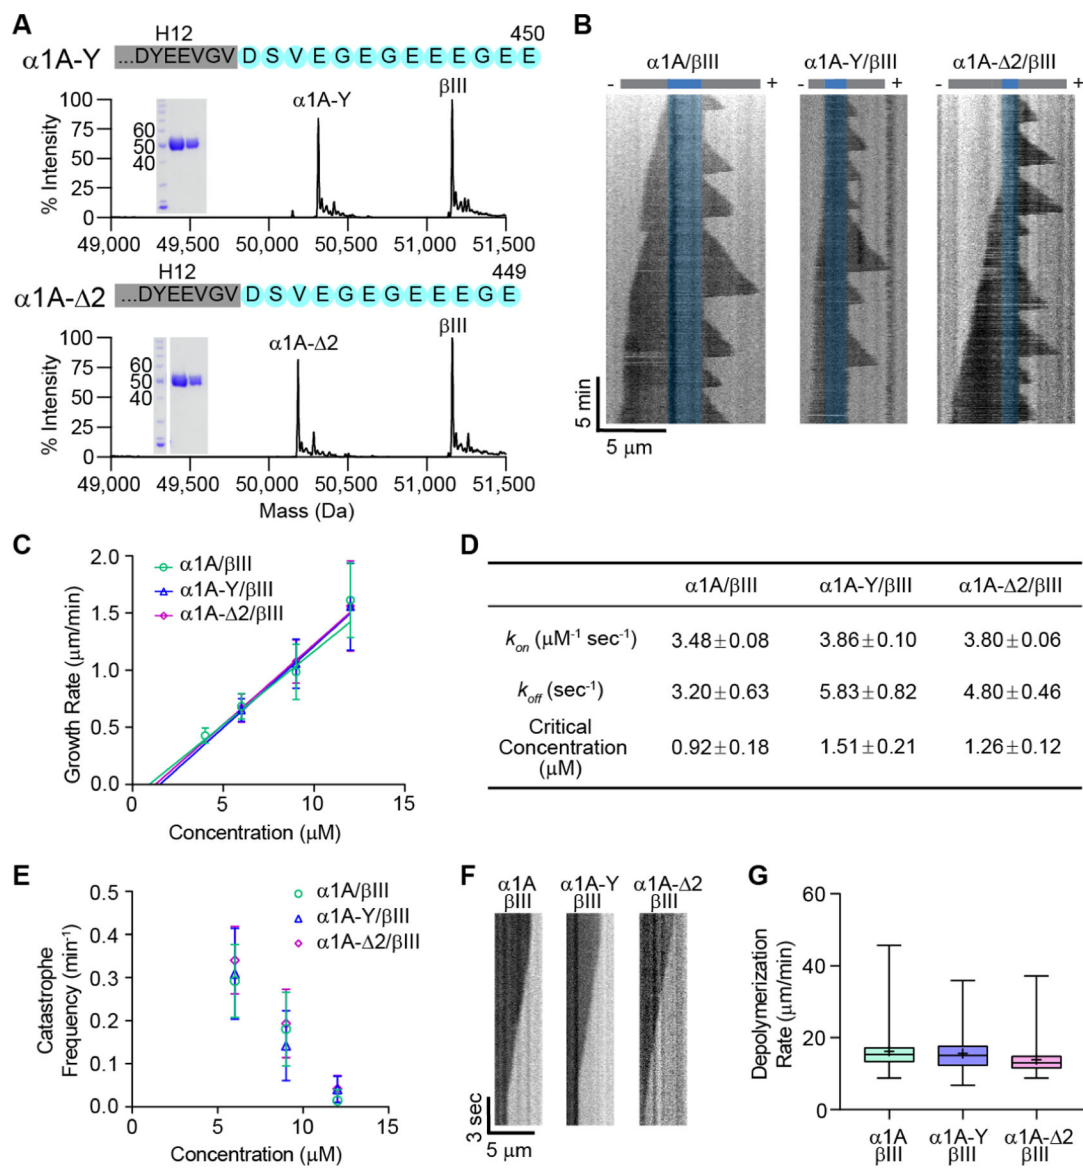 A
H12
450
α1A-Y
...DYEEVGV D S V E G E G E E E G E E
α1A-Y
βIII
% Intensity
100
75
50
25
0
60
50
40
49,000 49,500 50,000 50,500 51,000 51,500
H12
449
α1A-Δ2
...DYEEVGV D S V E G E G E E E G E
α1A-Δ2
βIII
% Intensity
100
75
50
25
0
60
50
40
49,000 49,500 50,000 50,500 51,000 51,500
Mass (Da)
B
α1A/βIII
α1A-Y/βIII
α1A-Δ2/βIII
- +
- +
- +
5 min
5 μm
C
Growth Rate (μm/min)
2.0
1.5
1.0
0.5
0.0
α1A/βIII
α1A-Y/βIII
α1A-Δ2/βIII
0 5 10 15
Concentration (μM)
D
α1A/βIII α1A-Y/βIII α1A-Δ2/βIII
kon (μM-1 sec-1) 3.48±0.08 3.86±0.10 3.80±0.06
koff (sec-1) 3.20±0.63 5.83±0.82 4.80±0.46
Critical
Concentration 0.92±0.18 1.51±0.21 1.26±0.12
(μM)
E
Catastrophe
Frequency (min-1)
0.5
0.4
0.3
0.2
0.1
0.0
α1A/βIII
α1A-Y/βIII
α1A-Δ2/βIII
0 5 10 15
Concentration (μM)
F
α1A α1A-Y α1A-Δ2
βIII βIII βIII
3 sec
5 μm
G
Depolymerization
Rate (μm/min)
60
40
20
0
α1A α1A-Y α1A-Δ2
βIII βIII βIII